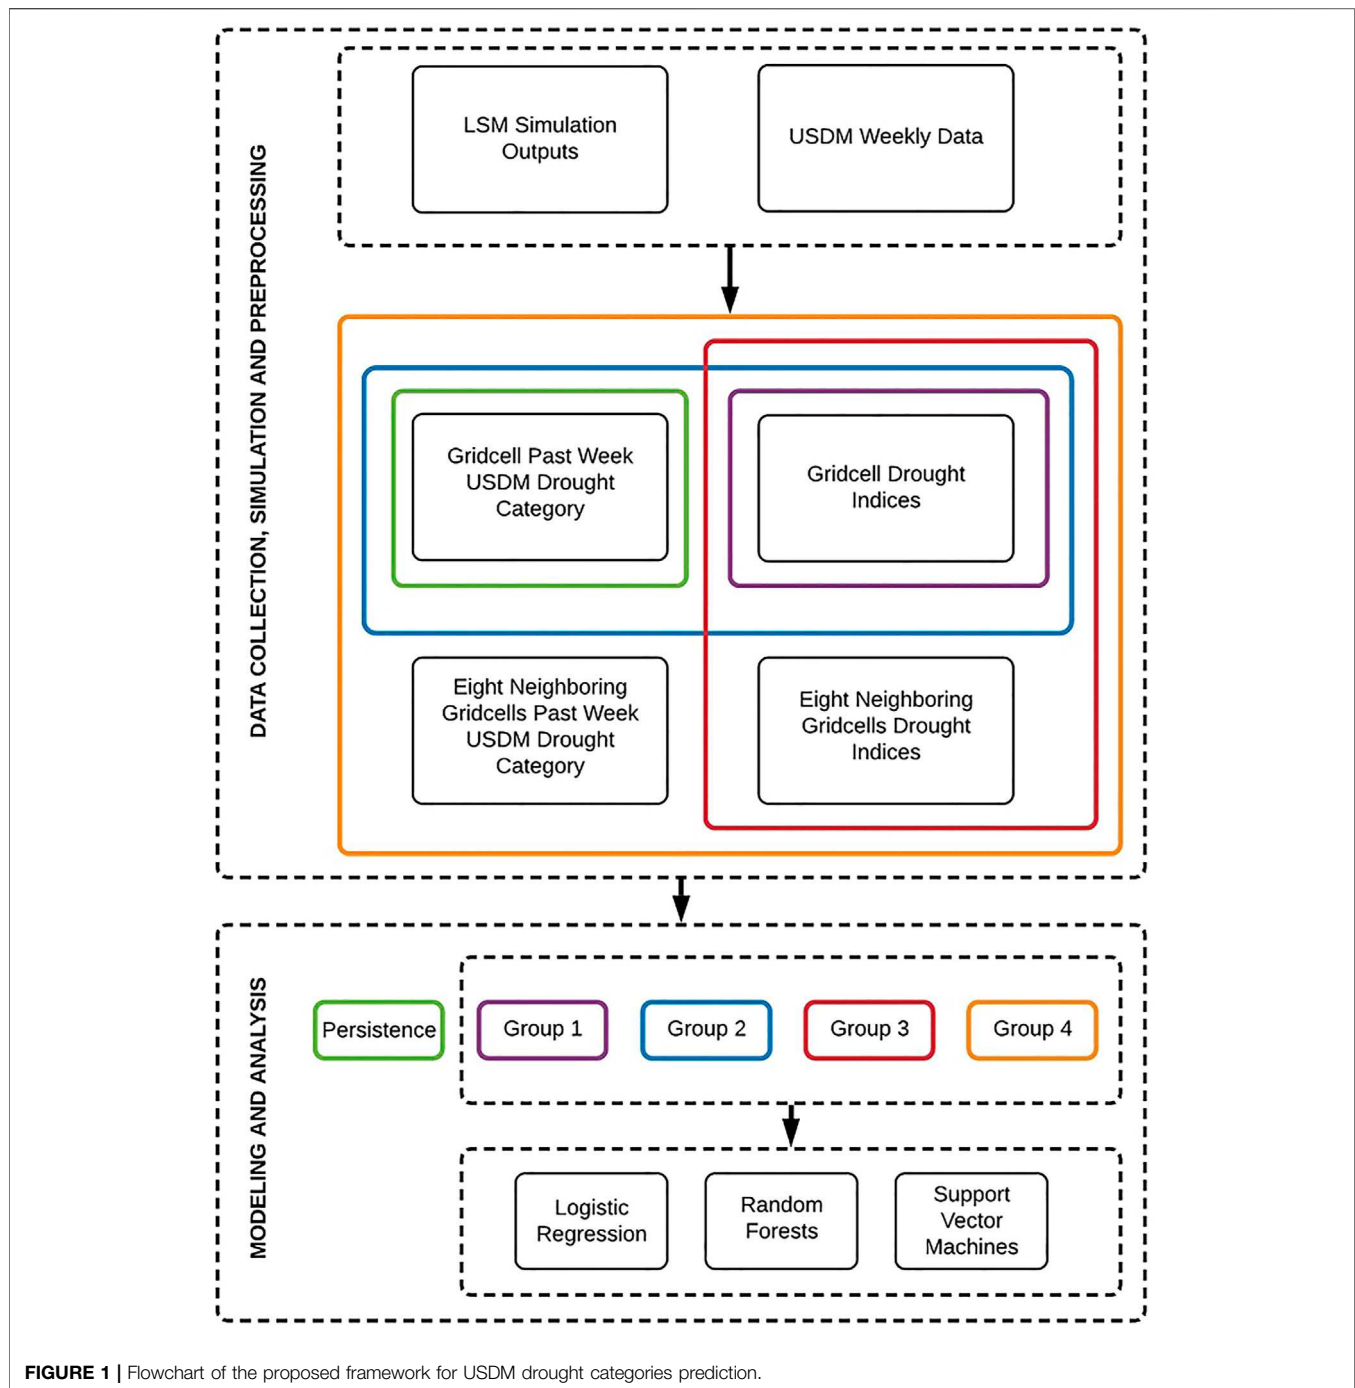 DATA COLLECTION, SIMULATION AND PREPROCESSING
LSM Simulation
Outputs
USDM Weekly Data
Gridcell Past Week
USDM Drought
Category
Gridcell Drought
Indices
Eight Neighboring
Gridcells Past Week
USDM Drought
Category
Eight Neighboring
Gridcells Drought
Indices
MODELING AND ANALYSIS
Persistence
Group 1
Group 2
Group 3
Group 4
Logistic
Regression
Random
Forests
Support
Vector
Machines
FIGURE 1 | Flowchart of the proposed framework for USDM drought categories prediction.